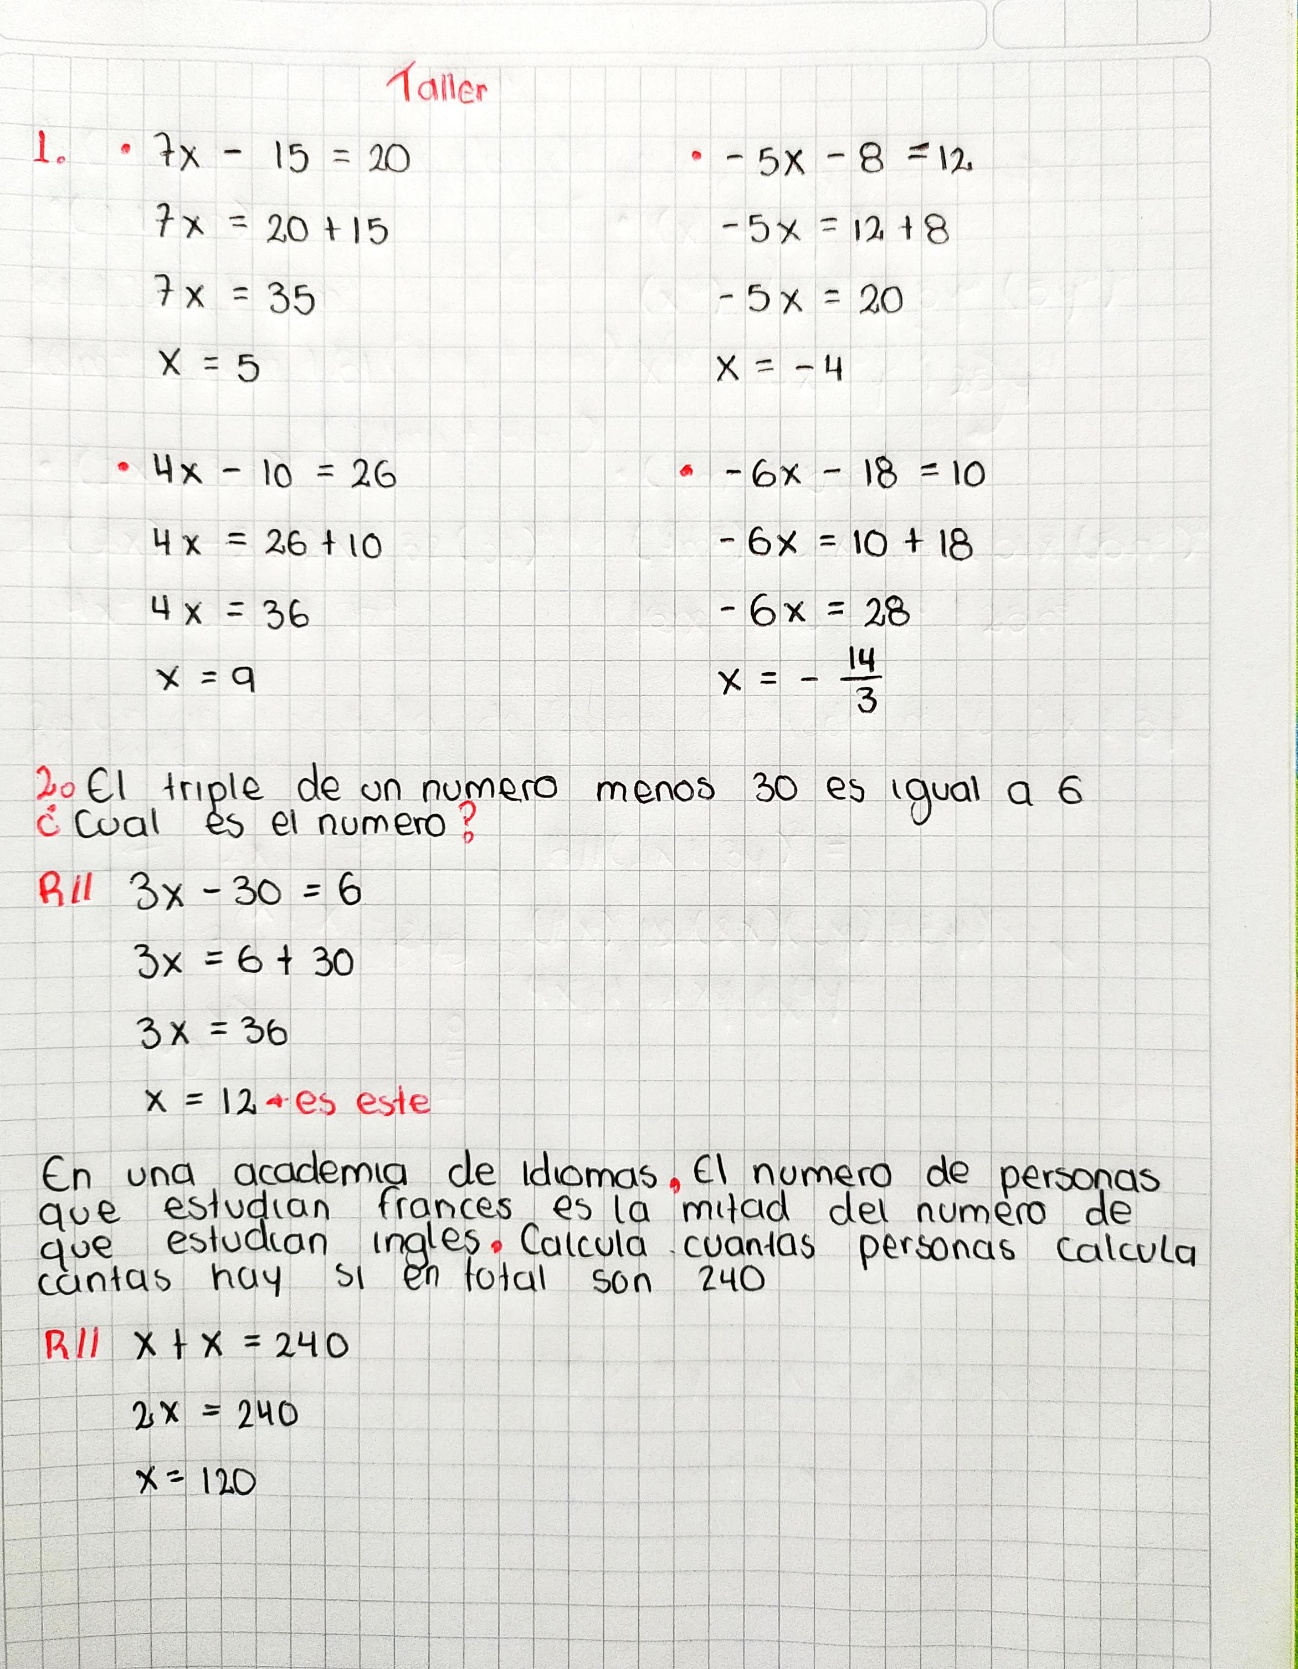 Taller
1. • 7x - 15 = 20
7x = 20 + 15
7x = 35
x = 5
• -5x - 8 = 12
-5x = 12 + 8
-5x = 20
x = -4
• 4x - 10 = 26
4x = 26 + 10
4x = 36
x = 9
• -6x - 18 = 10
-6x = 10 + 18
-6x = 28
x = - 14/3
2. El triple de un numero menos 30 es igual a 6
¿Cual es el numero?
R// 3x - 30 = 6
3x = 6 + 30
3x = 36
x = 12 → es este
En una academia de idiomas, El numero de personas
que estudian frances es la mitad del numero de
que estudian ingles. Calcula cuantas personas calcula
cantas hay si en total son 240
R// x + x = 240
2x = 240
x = 120